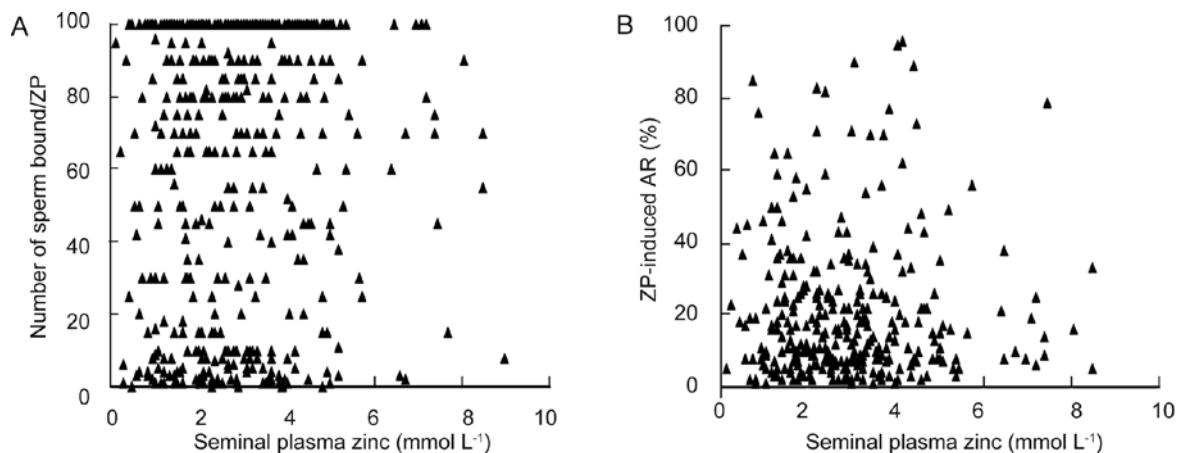 A
Number of sperm bound/ZP
100
80
60
40
20
0
0 2 4 6 8 10
Seminal plasma zinc (mmol L⁻¹)
B
ZP-induced AR (%)
100
80
60
40
20
0
0 2 4 6 8 10
Seminal plasma zinc (mmol L⁻¹)